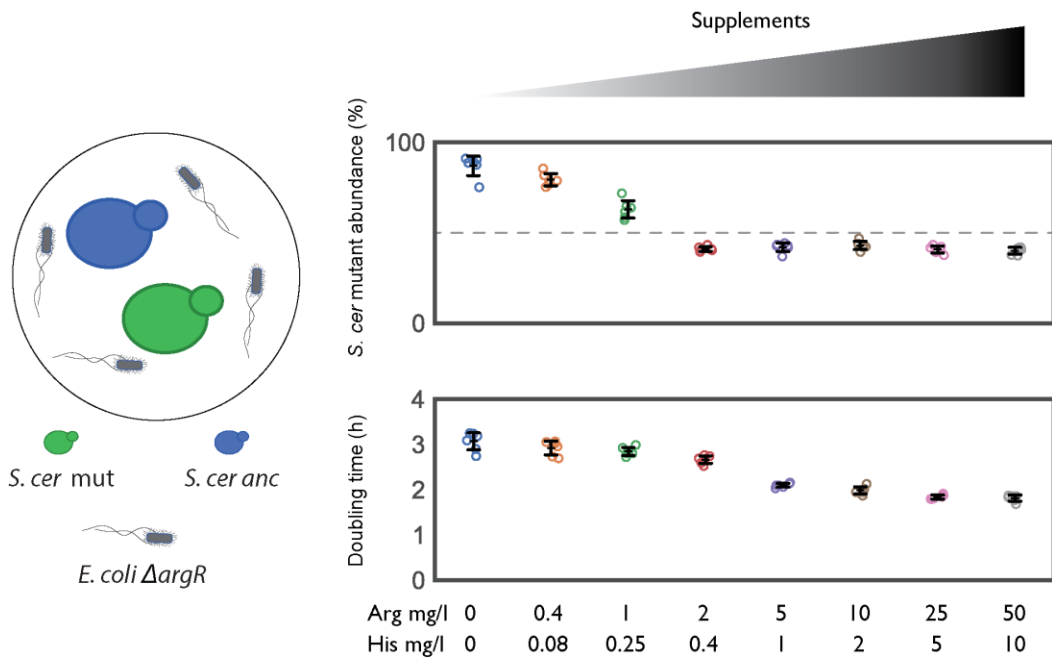 Supplements
S. cer mutant abundance (%)
100
0
Doubling time (h)
4
3
2
1
0
S. cer mut
S. cer anc
E. coli ΔargR
Arg mg/l 0 0.4 1 2 5 10 25 50
His mg/l 0 0.08 0.25 0.4 1 2 5 10